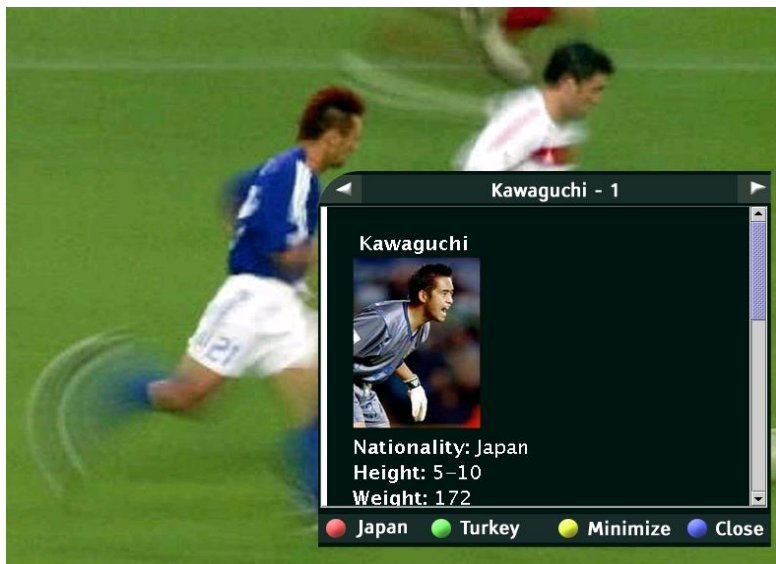 Kawaguchi - 1
Kawaguchi
Nationality: Japan
Height: 5-10
Weight: 172
Japan Turkey Minimize Close
21